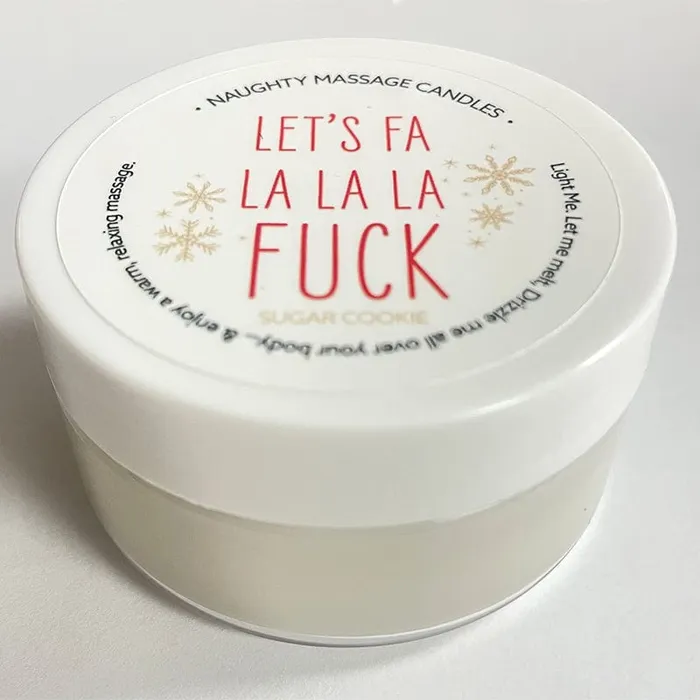 • NAUGHTY MASSAGE CANDLES •
LET'S FA
LA LA LA
FUCK
SUGAR COOKIE
Light Me. Let me melt, Drizzle me all over your body... & enjoy a warm, relaxing massage.